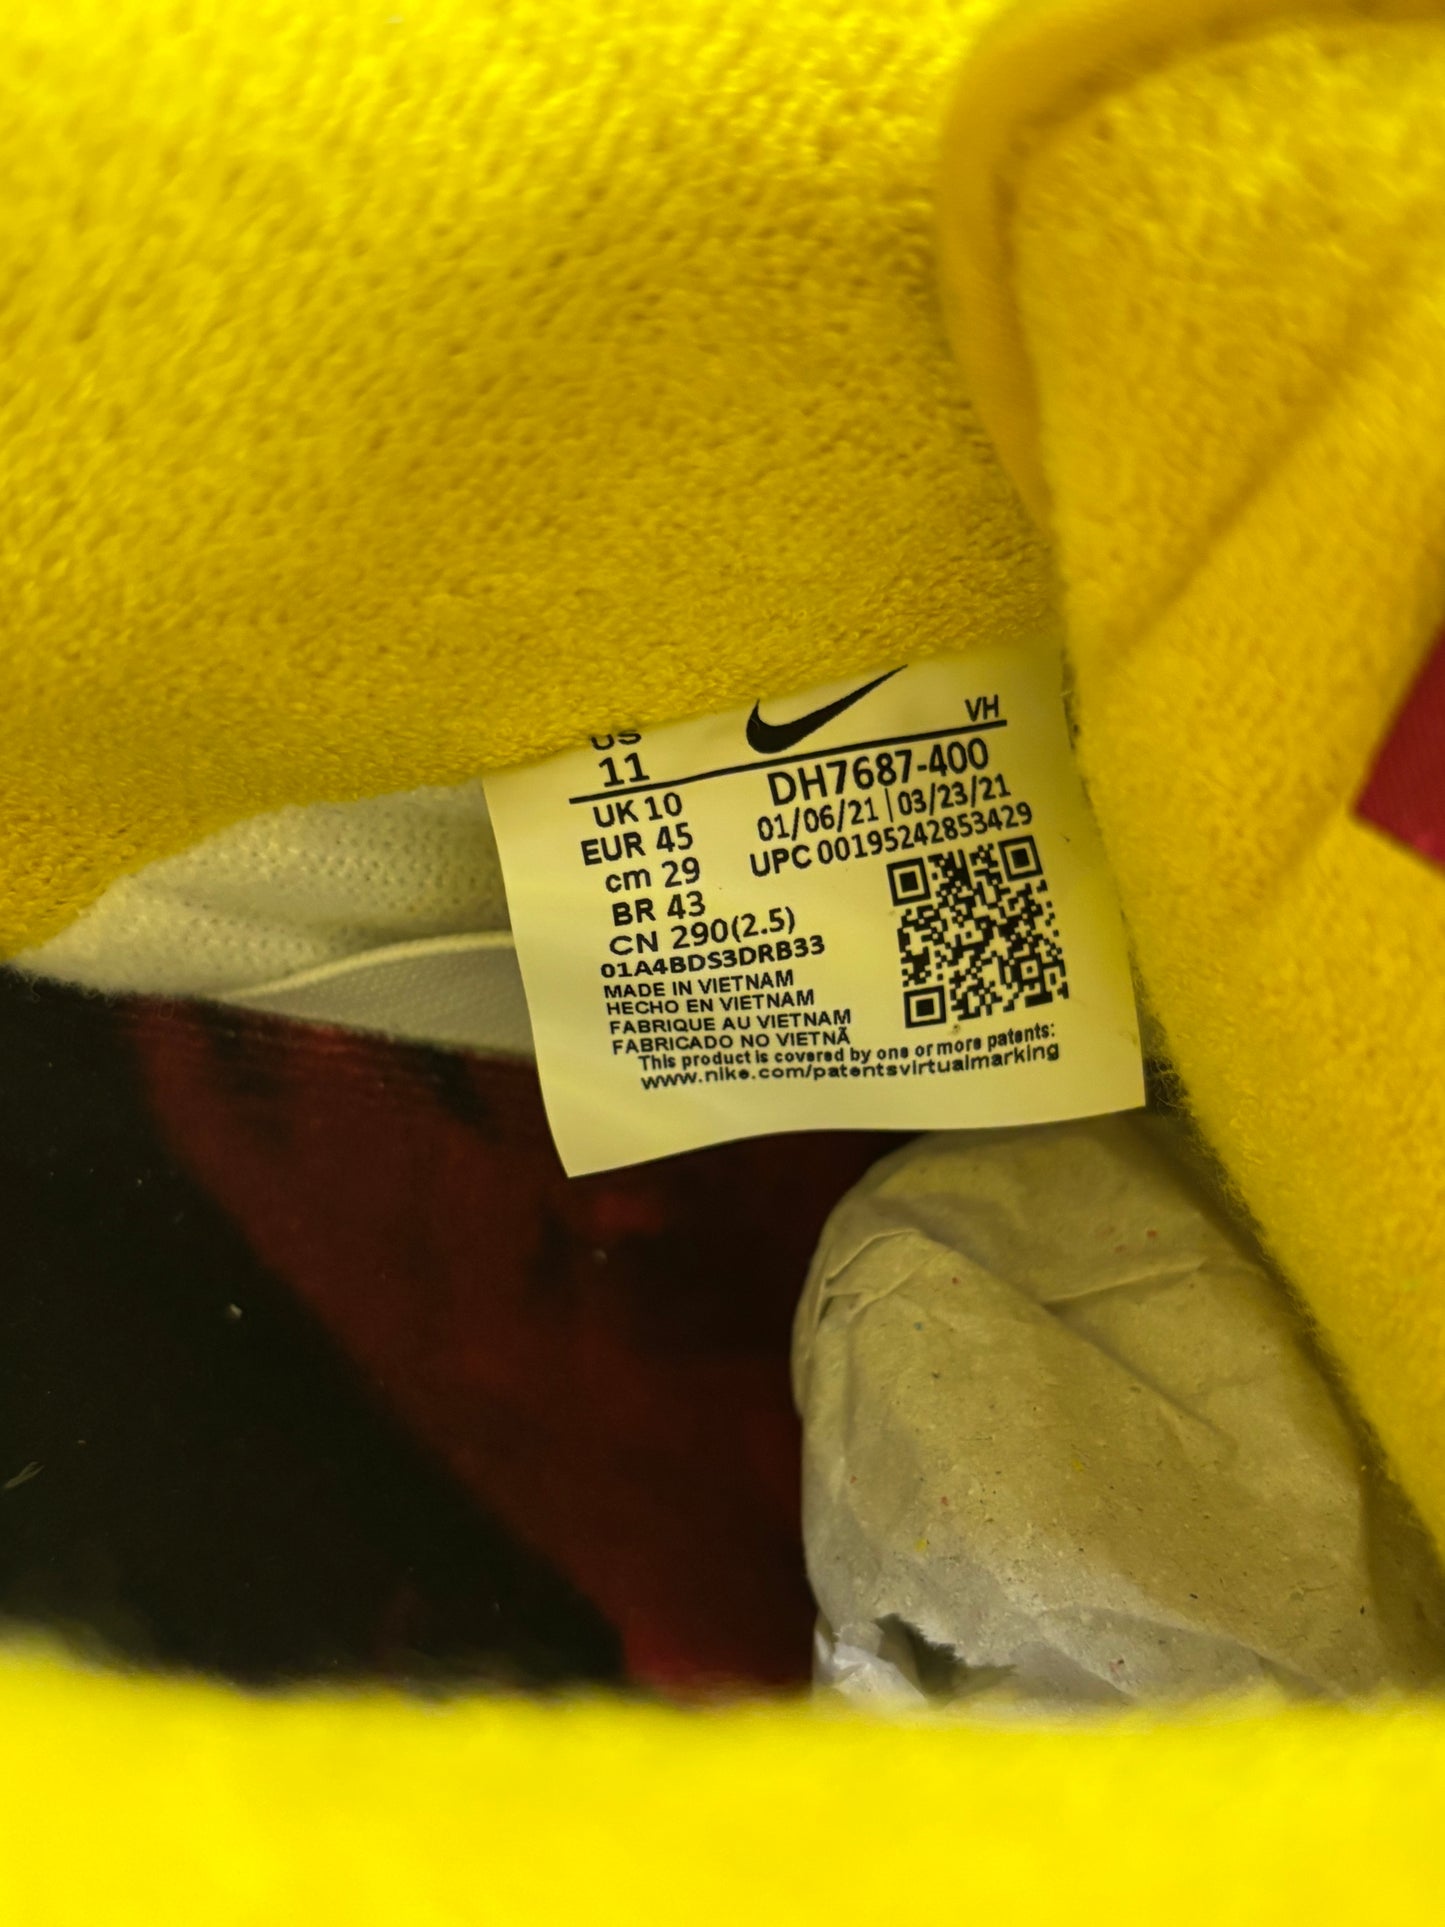 US
11
VH
UK 10
EUR 45
cm 29
BR 43
CN 290(2.5)
DH7687-400
01/06/21 | 03/23/21
UPC 00195242853429
01A4BDS3DRB33
MADE IN VIETNAM
HECHO EN VIETNAM
FABRIQUE AU VIETNAM
FABRICADO NO VIETNÃ
This product is covered by one or more patents:
www.nike.com/patentsvirtualmarking